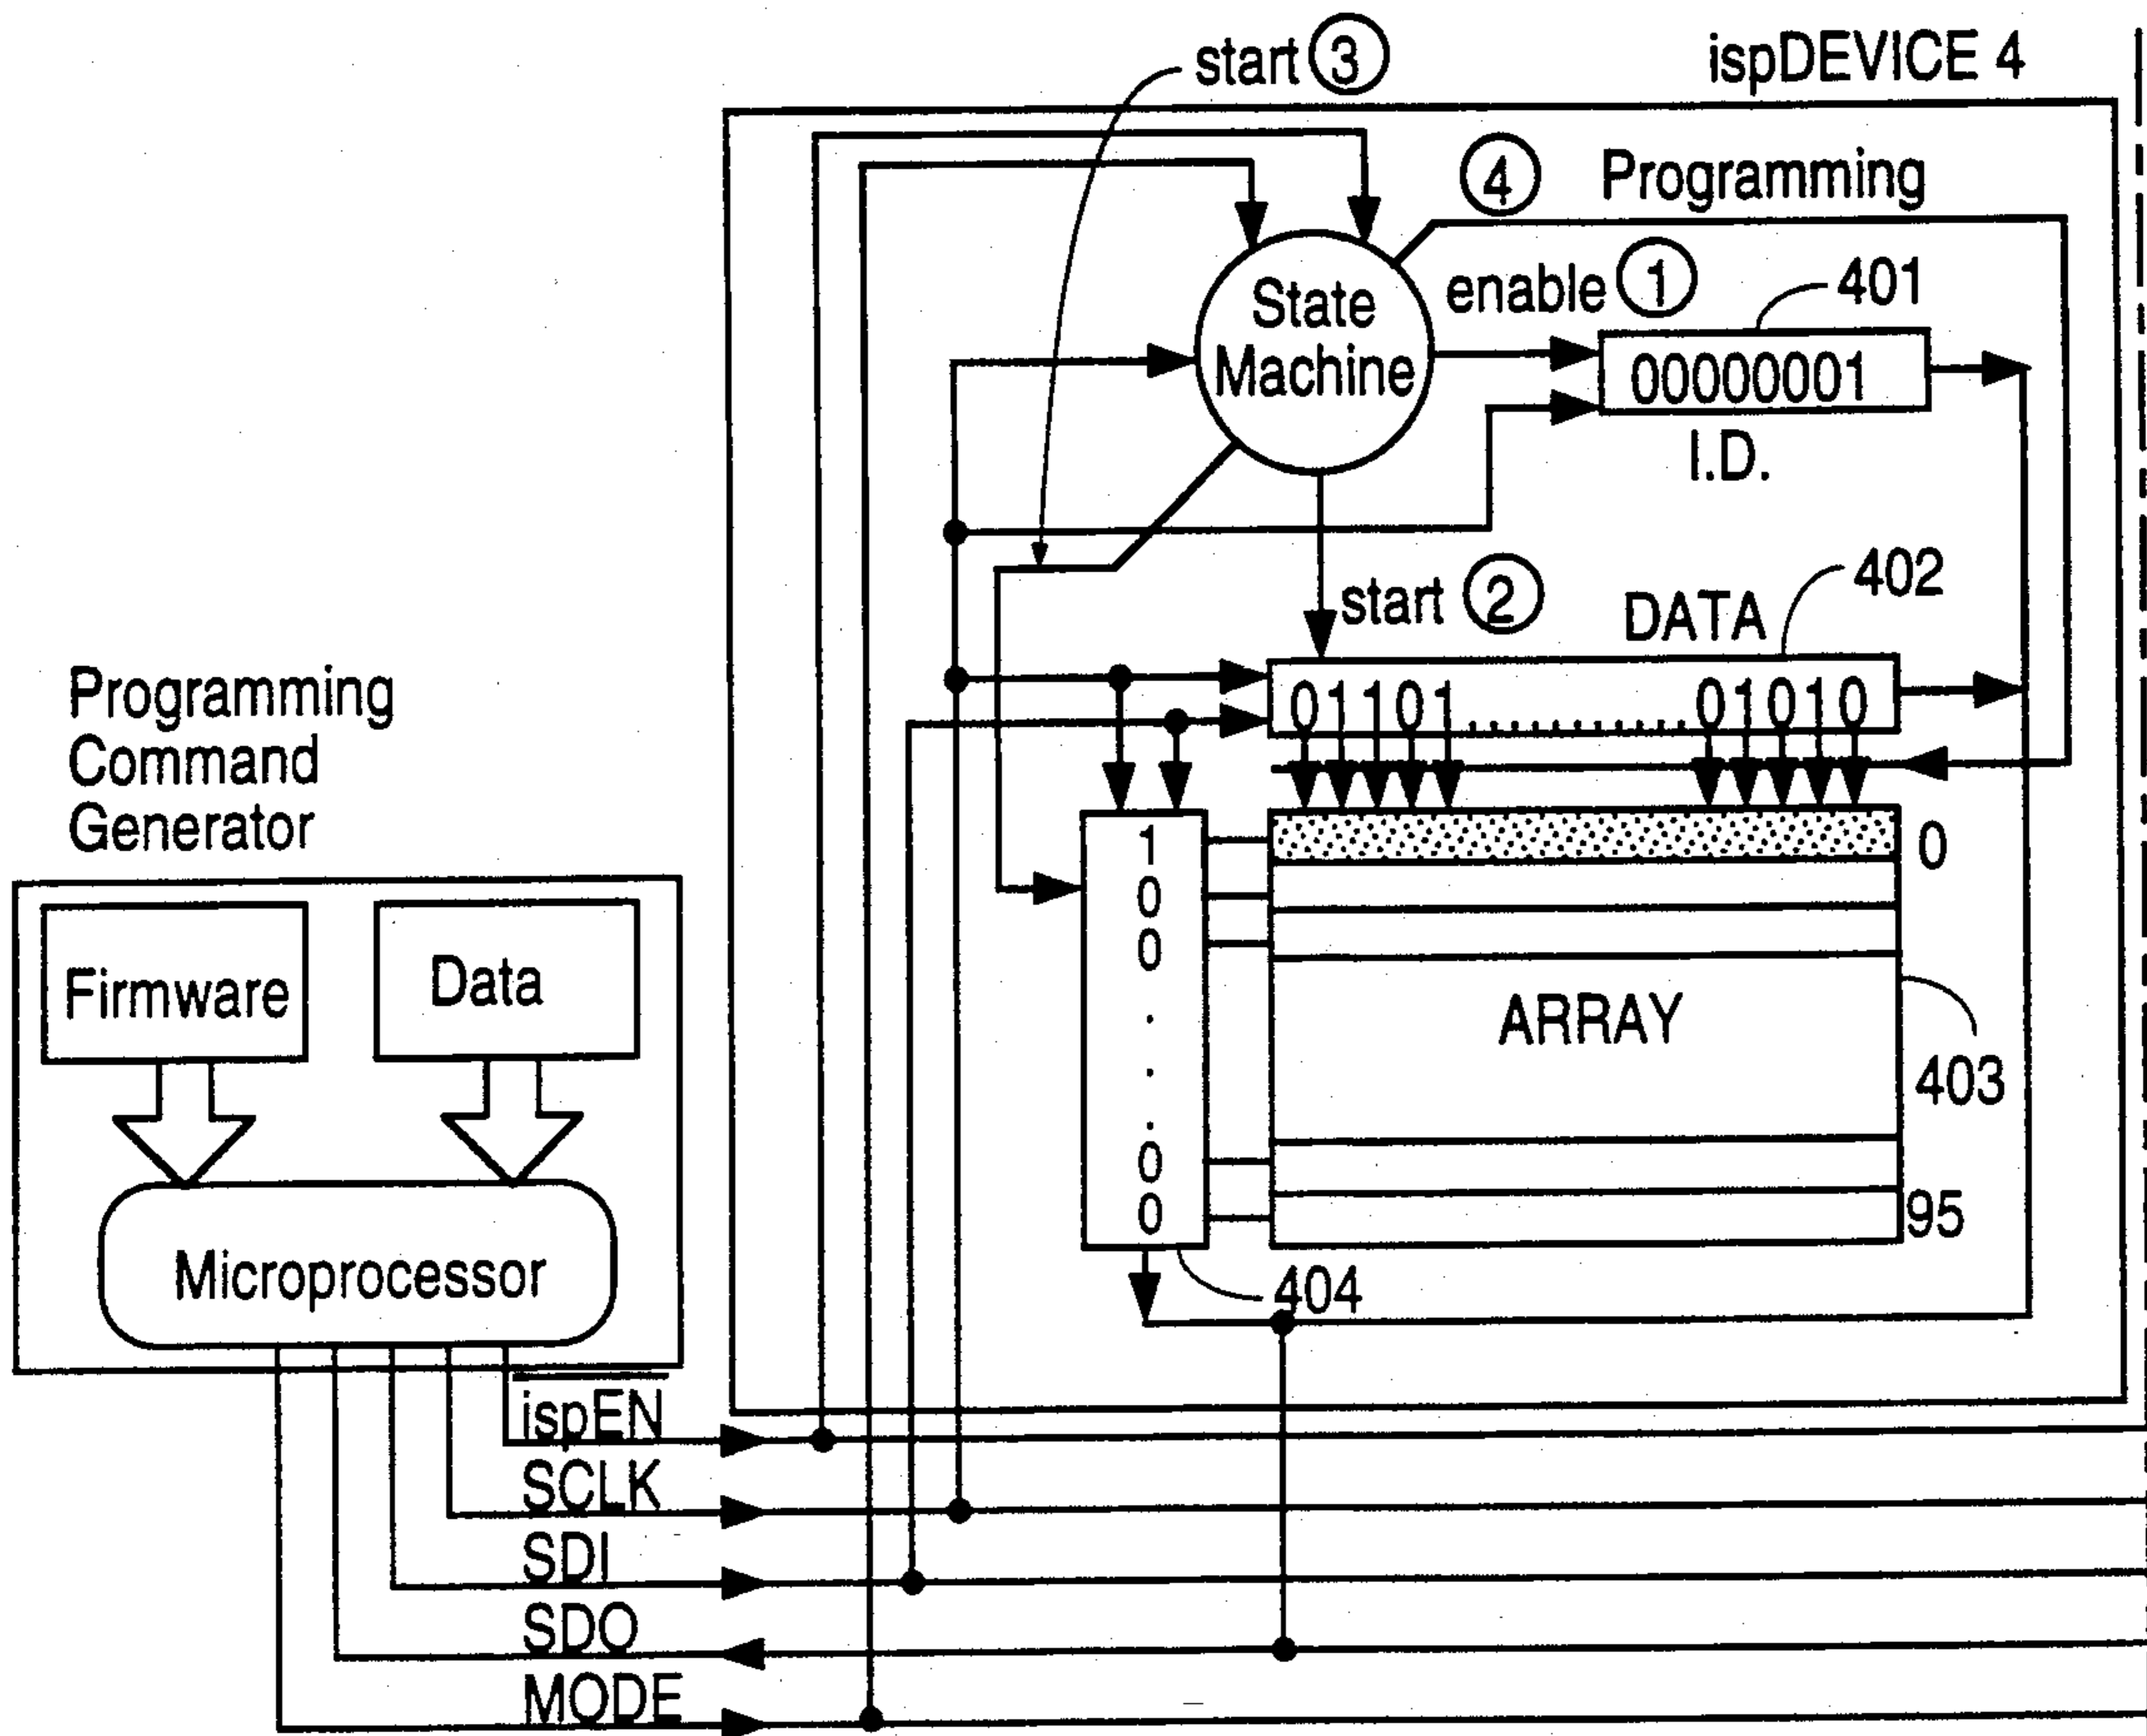 start ③
ispDEVICE 4
④ Programming
enable ①
401
State
Machine
00000001
I.D.
start ②
DATA
402
01101...........01010
Programming
Command
Generator
1
0
0
.
.
.
0
0
0
ARRAY
403
95
404
Firmware
Data
Microprocessor
ispEN
SCLK
SDI
SDO
MODE